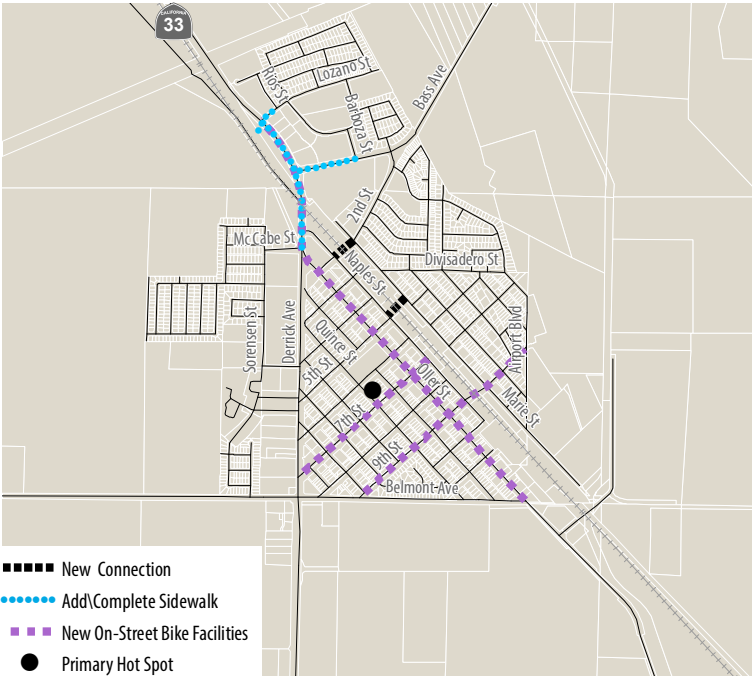 CALIFORNIA
33
Rios St
Lozano St
Barboza St
Bass Ave
2nd St
McCabe St
Naples St
Divisadero St
Sorensen St
Derrick Ave
Quince St
5th St
Airport Blvd
Oller St
Marie St
7th St
9th St
Belmont Ave
New Connection
Add\Complete Sidewalk
New On-Street Bike Facilities
Primary Hot Spot